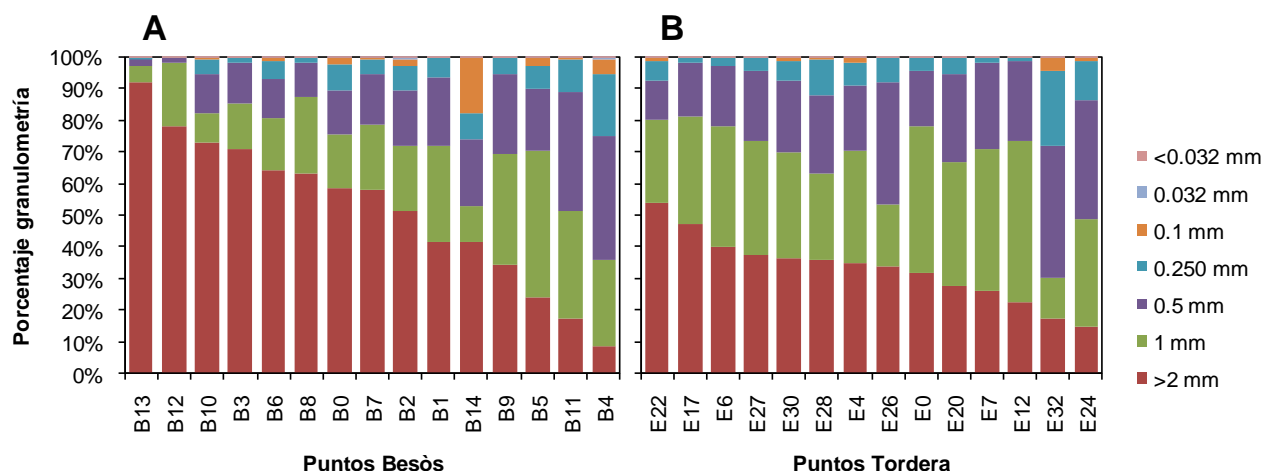 A
B
Porcentaje granulometría
100%
90%
80%
70%
60%
50%
40%
30%
20%
10%
0%
B13
B12
B10
B3
B6
B8
B0
B7
B2
B1
B14
B9
B5
B11
B4
Puntos Besòs
E22
E17
E6
E27
E30
E28
E4
E26
E0
E20
E7
E12
E32
E24
Puntos Tordera
<0.032 mm
0.032 mm
0.1 mm
0.250 mm
0.5 mm
1 mm
>2 mm